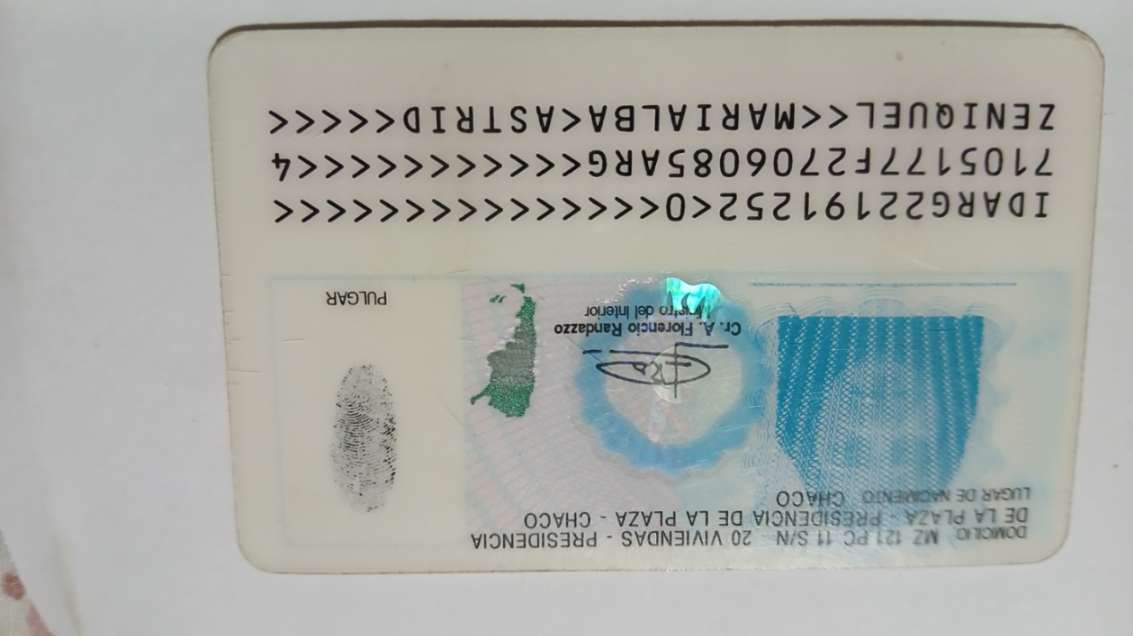 DOMICILIO MZ 121 PC 11 S/N - 20 VIVIENDAS - PRESIDENCIA
DE LA PLAZA - PRESIDENCIA DE LA PLAZA - CHACO
LUGAR DE NACIMIENTO CHACO
Cr. A. Florencio Randazzo
Ministro del Interior
PULGAR
IDARG22191252<0<<<<<<<<<<<<<<<
7105177F2706085ARG<<<<<<<<<<<4
ZENIQUEL<<MARIALBA<ASTRID<<<<<